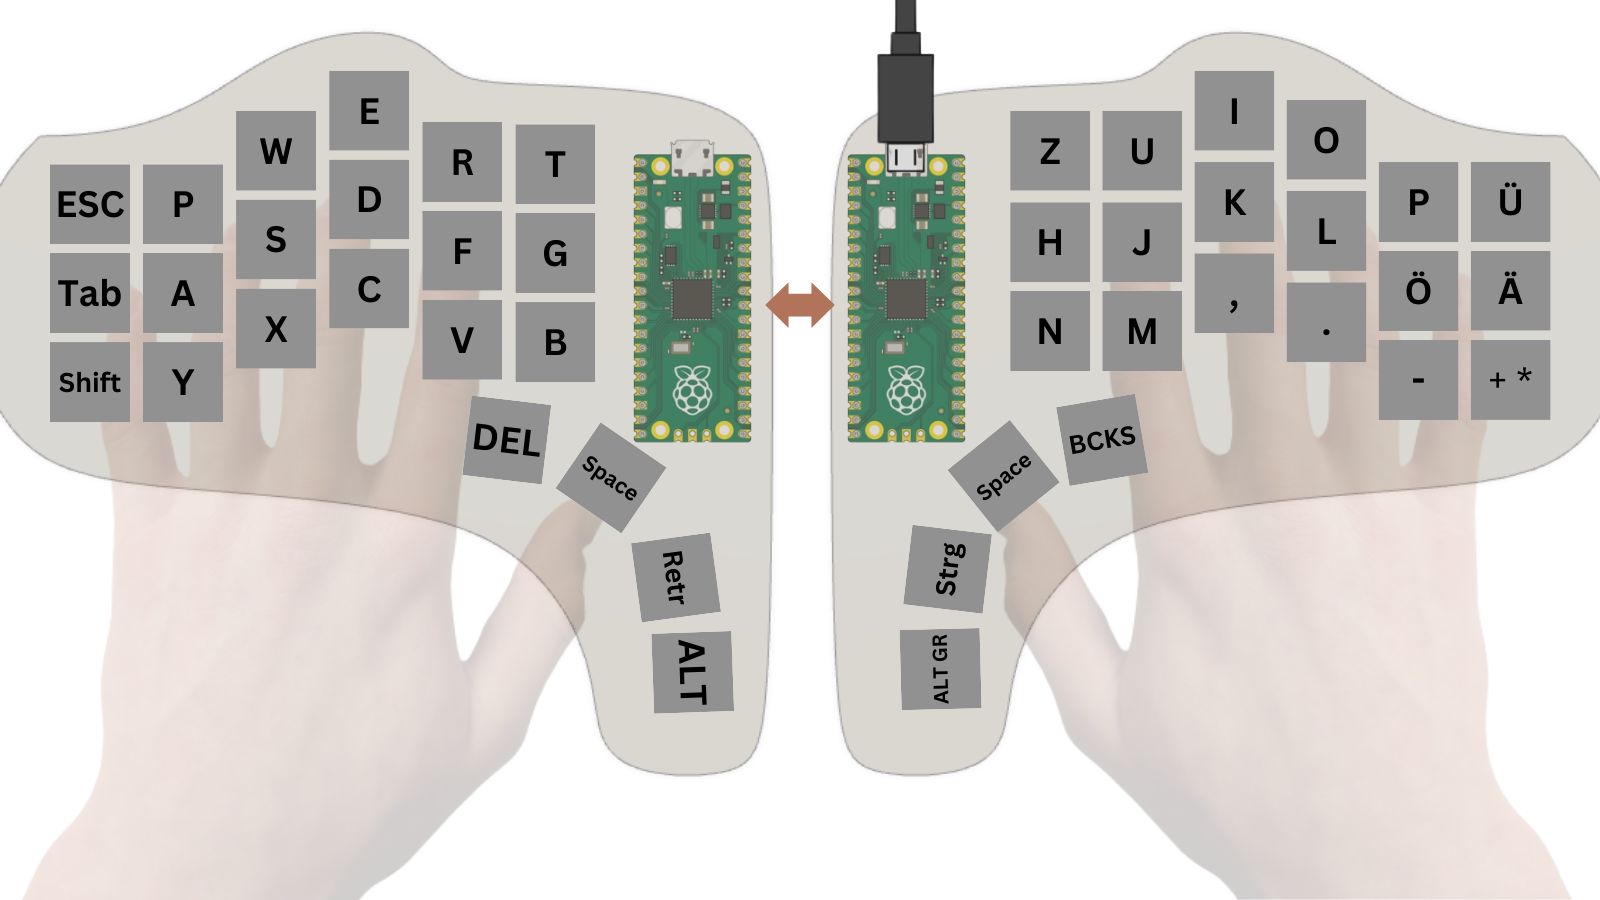 ESC P W E R T
Tab A S D F G
Shift Y X C V B
DEL Space
Retr
ALT
Z U I O P Ü
H J K L Ö Ä
N M , . - + *
Space BCKS
Strg
ALT GR